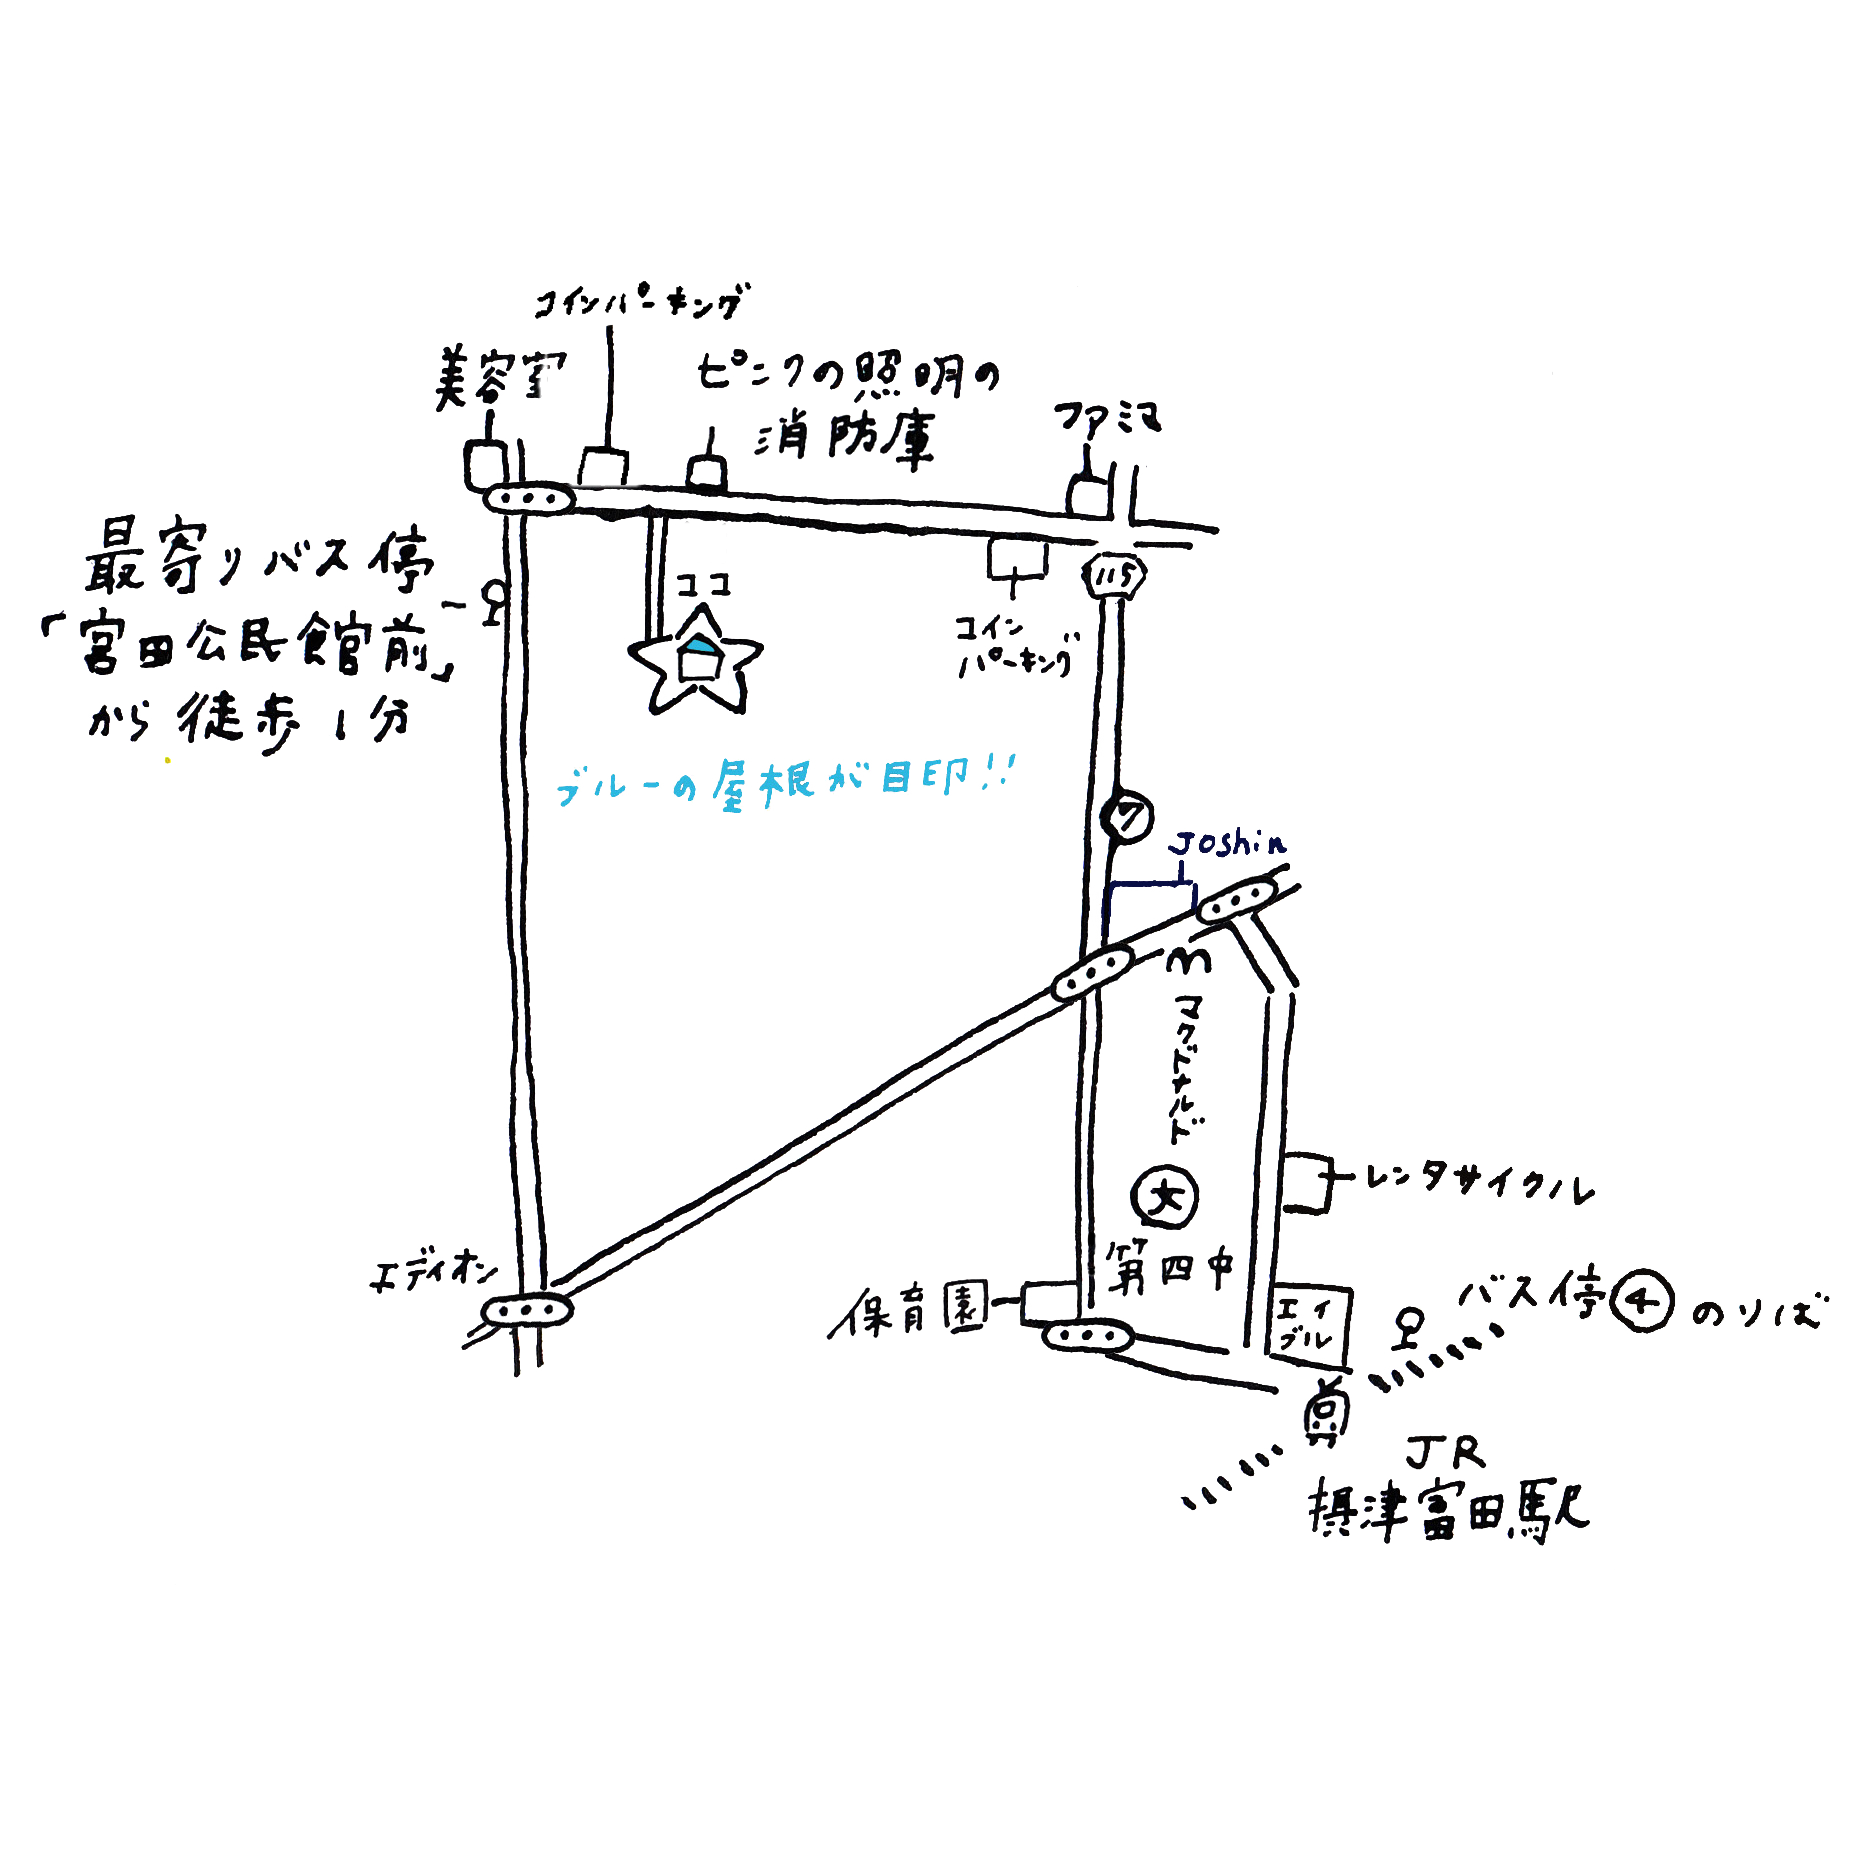 コインパーキング
美容室
ピンクの照明の
消防庫
ファミマ
最寄りバス停
「宮田公民館前」
から徒歩1分
ココ
115
コイン
パーキング
ブルーの屋根が目印!!
ク
Joshin
m
マクドナルド
レンタサイクル
文
第四中
エディオン
保育園
エイ
ブル
バス停④のりば
JR
摂津富田駅